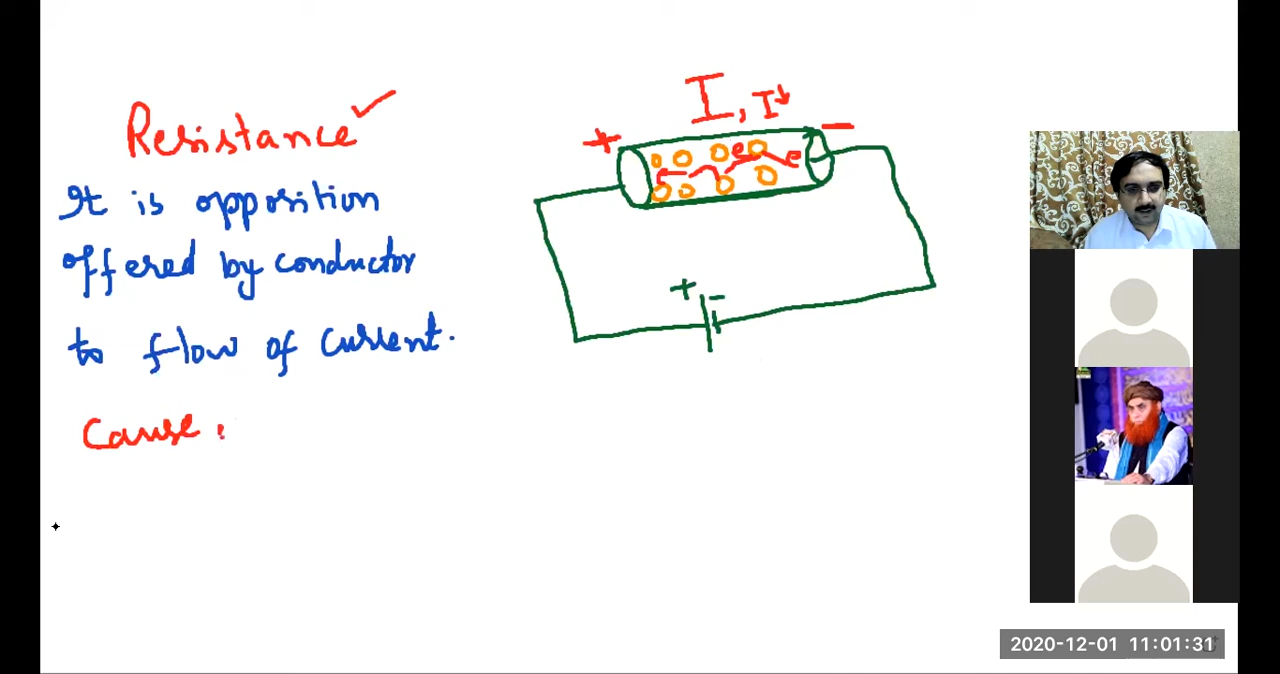 Resistance
It is opposition
offered by conductor
to flow of current.
Cause :
I, I↓
+ -
e e
+ -
2020-12-01 11:01:31